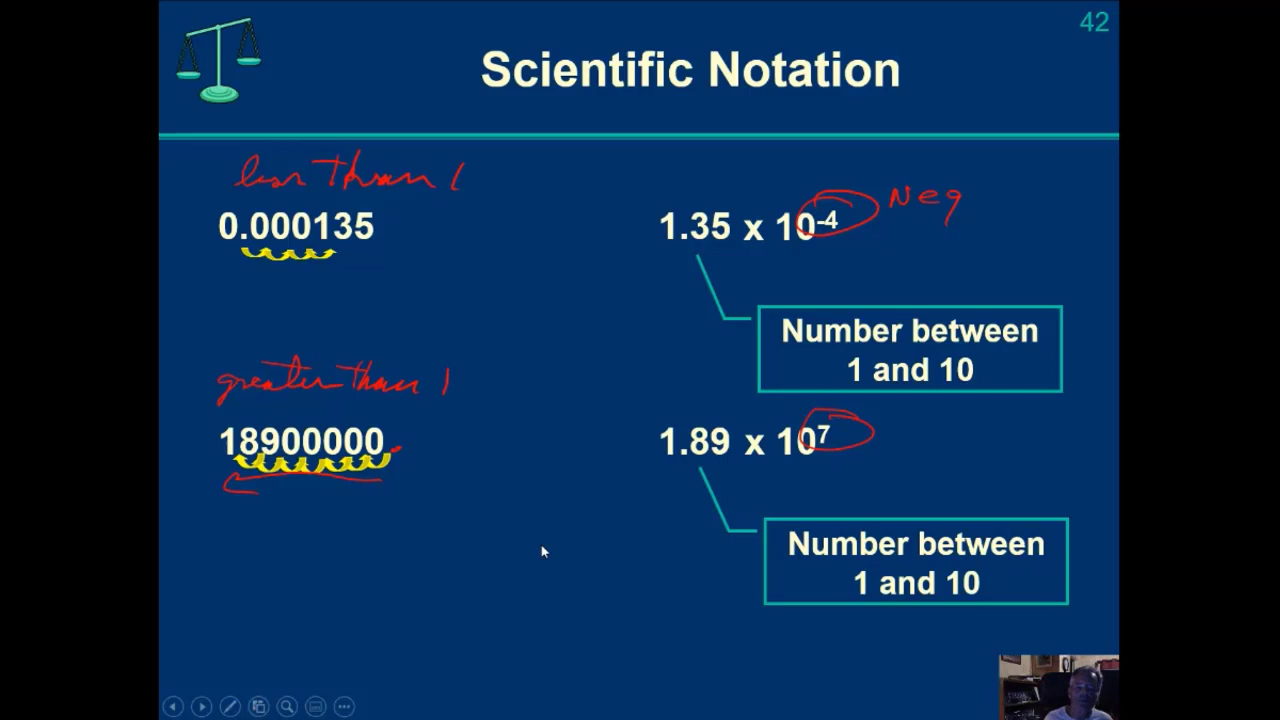 42
Scientific Notation
less than 1
0.000135
1.35 x 10⁻⁴
Neg
Number between
1 and 10
greater than 1
18900000.
1.89 x 10⁷
Number between
1 and 10